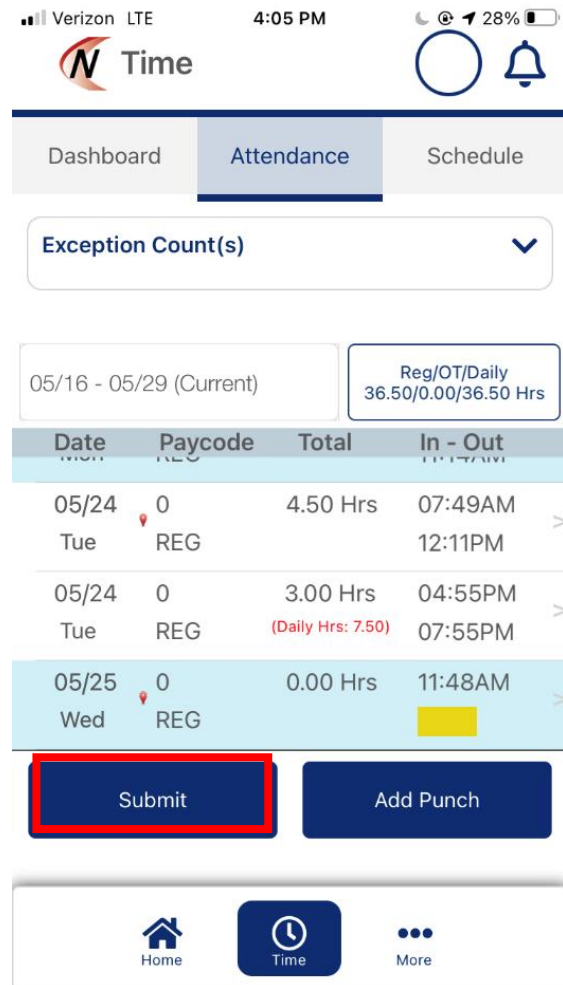 Verizon LTE 4:05 PM 28%
N Time
Dashboard Attendance Schedule
Exception Count(s)
05/16 - 05/29 (Current)
Reg/OT/Daily
36.50/0.00/36.50 Hrs
Date Paycode Total In - Out
05/24 0 4.50 Hrs 07:49AM
Tue REG 12:11PM
05/24 0 3.00 Hrs 04:55PM
Tue REG (Daily Hrs: 7.50) 07:55PM
05/25 0 0.00 Hrs 11:48AM
Wed REG
Submit Add Punch
Home Time More